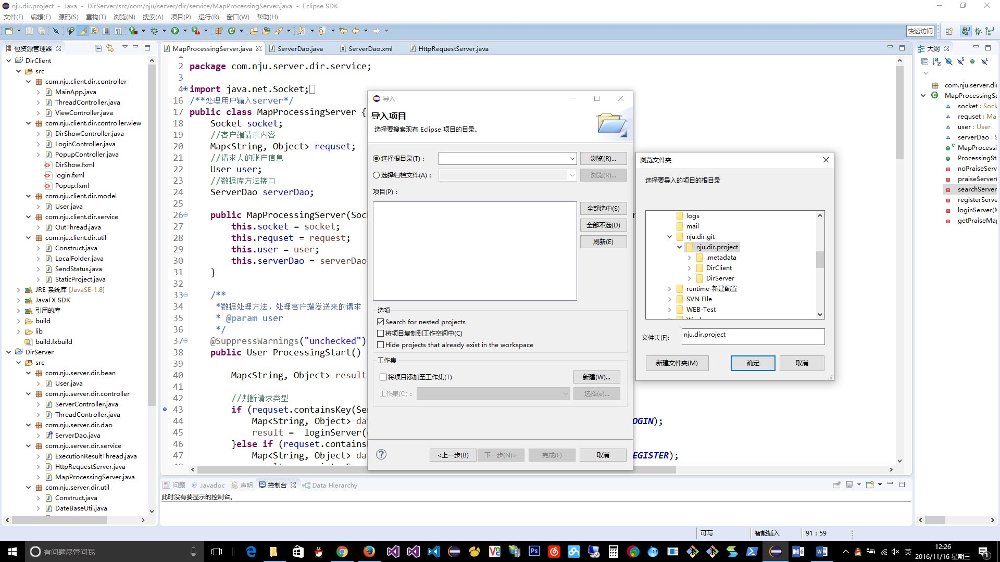 nju.dir.project - Java - DirServer/src/com/nju/server/dir/service/MapProcessingServer.java - Eclipse SDK
文件(F) 编辑(E) 源码(S) 重构(T) 浏览(N) 搜索(A) 项目(P) 运行(R) 窗口(W) 帮助(H)
快速访问
包资源管理器
DirClient
src
com.nju.client.dir.controller
MainApp.java
ThreadController.java
ViewController.java
com.nju.client.dir.controller.view
DirShowController.java
LoginController.java
PopupController.java
DirShow.fxml
login.fxml
Popup.fxml
com.nju.client.dir.model
User.java
com.nju.client.dir.service
OutThread.java
com.nju.client.dir.util
Construct.java
LocalFolder.java
SendStatus.java
StaticProject.java
JRE 系统库 [JavaSE-1.8]
JavaFX SDK
引用的库
build
lib
build.fxbuild
DirServer
src
com.nju.server.dir.bean
User.java
com.nju.server.dir.controller
ServerController.java
ThreadController.java
com.nju.server.dir.dao
ServerDao.java
com.nju.server.dir.service
ExecutionResultThread.java
HttpRequestServer.java
MapProcessingServer.java
com.nju.server.dir.util
Construct.java
DateBaseUtil.java
MapProcessingServer.java ServerDao.java ServerDao.xml HttpRequestServer.java
2 package com.nju.server.dir.service;
3
4 import java.net.Socket;
16 /**处理用户输入server*/
17 public class MapProcessingServer {
18 Socket socket;
19 //客户端请求内容
20 Map<String, Object> requset;
21 //请求人的账户信息
22 User user;
23 //数据库方法接口
24 ServerDao serverDao;
25
26 public MapProcessingServer(Soc
27 this.socket = socket;
28 this.requset = request;
29 this.user = user;
30 this.serverDao = serverDao
31 }
32
33 /**
34 *数据处理方法，处理客户端发送来的请求
35 * @param user
36 */
37 @SuppressWarnings("unchecked")
38 public User ProcessingStart()
39
40 Map<String, Object> result
41
42 //判断请求类型
43 if (requset.containsKey(Se
44 Map<String, Object> da OGIN);
45 result = loginServer(
46 }else if (requset.contains
47 Map<String, Object> da EGISTER);
导入
导入项目
选择要搜索现有 Eclipse 项目的目录。
选择根目录(T)： 浏览(R)...
选择归档文件(A)： 浏览(R)...
项目(P)：
全部选中(S)
全部不选(D)
刷新(E)
选项
Search for nested projects
将项目复制到工作空间中(C)
Hide projects that already exist in the workspace
工作集
将项目添加至工作集(T) 新建(W)...
工作集(O)： 选择(e)...
<上一步(B) 下一步(N)> 完成(F) 取消
浏览文件夹
选择要导入的项目的根目录
logs
mail
nju.dir.git
nju.dir.project
.metadata
DirClient
DirServer
runtime-新建配置
SVN FIle
WEB-Test
文件夹(F): nju.dir.project
新建文件夹(M) 确定 取消
大纲
com.nju.server.di
MapProcessingSe
socket : Sock
requset : Ma
user : User
serverDao : S
MapProcessi
ProcessingSt
noPraiseServ
praiseServer(
searchServer
registerServe
loginServer(M
getPraiseMap
问题 @ Javadoc 声明 控制台 Data Hierarchy
此时没有要显示的控制台。
可写 智能插入 91 : 59
有问题尽管问我
英
12:26
2016/11/16 星期三